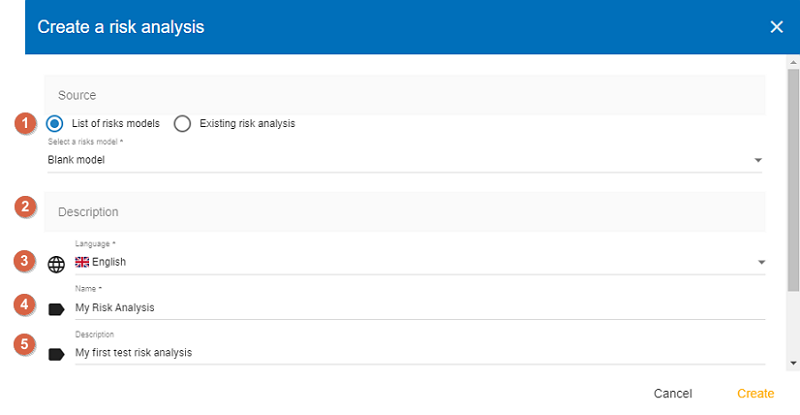 Create a risk analysis
Source
1 List of risks models Existing risk analysis
Select a risks model *
Blank model
2 Description
Language *
3 English
Name *
4 My Risk Analysis
Description
5 My first test risk analysis
Cancel Create